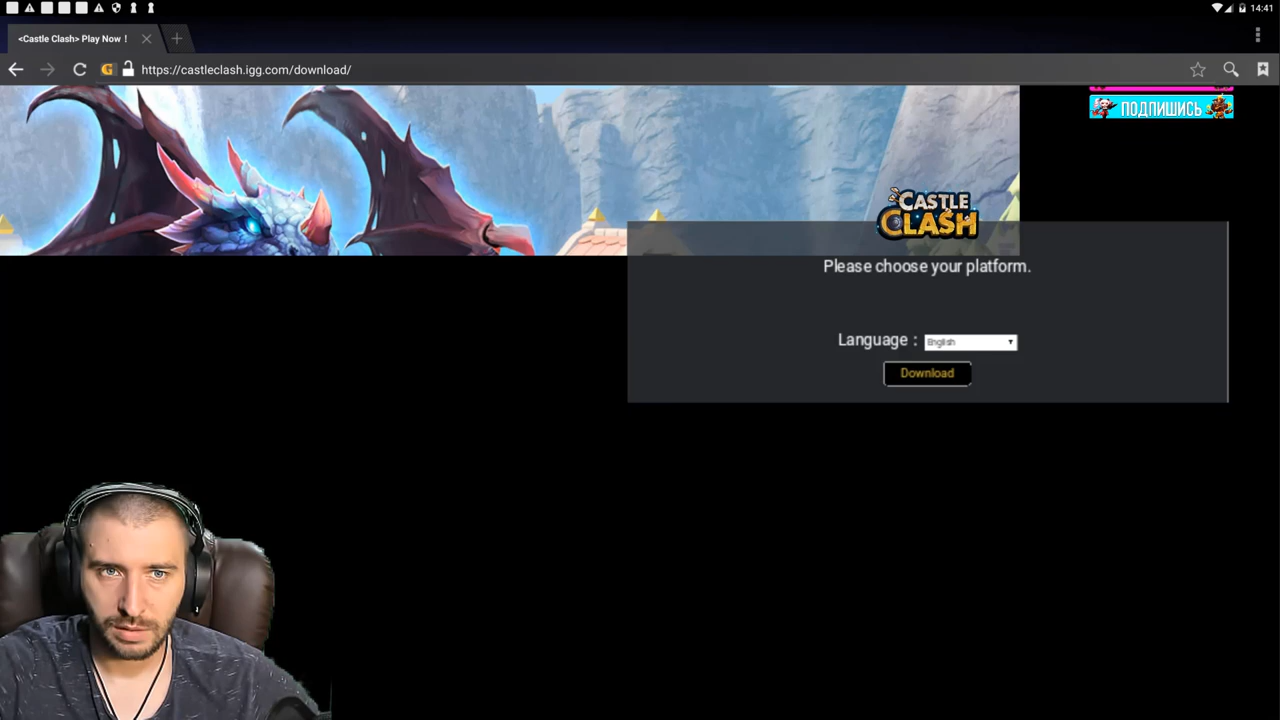 14:41
<Castle Clash> Play Now !
https://castleclash.igg.com/download/
ПОДПИШИСЬ
CASTLE
CLASH
Please choose your platform.
Language : English
Download